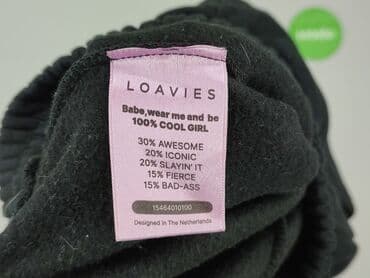 LOAVIES
Babe,wear me and be
100% COOL GIRL
30% AWESOME
20% ICONIC
20% SLAYIN' IT
15% FIERCE
15% BAD-ASS
15464010100
Designed in The Netherlands